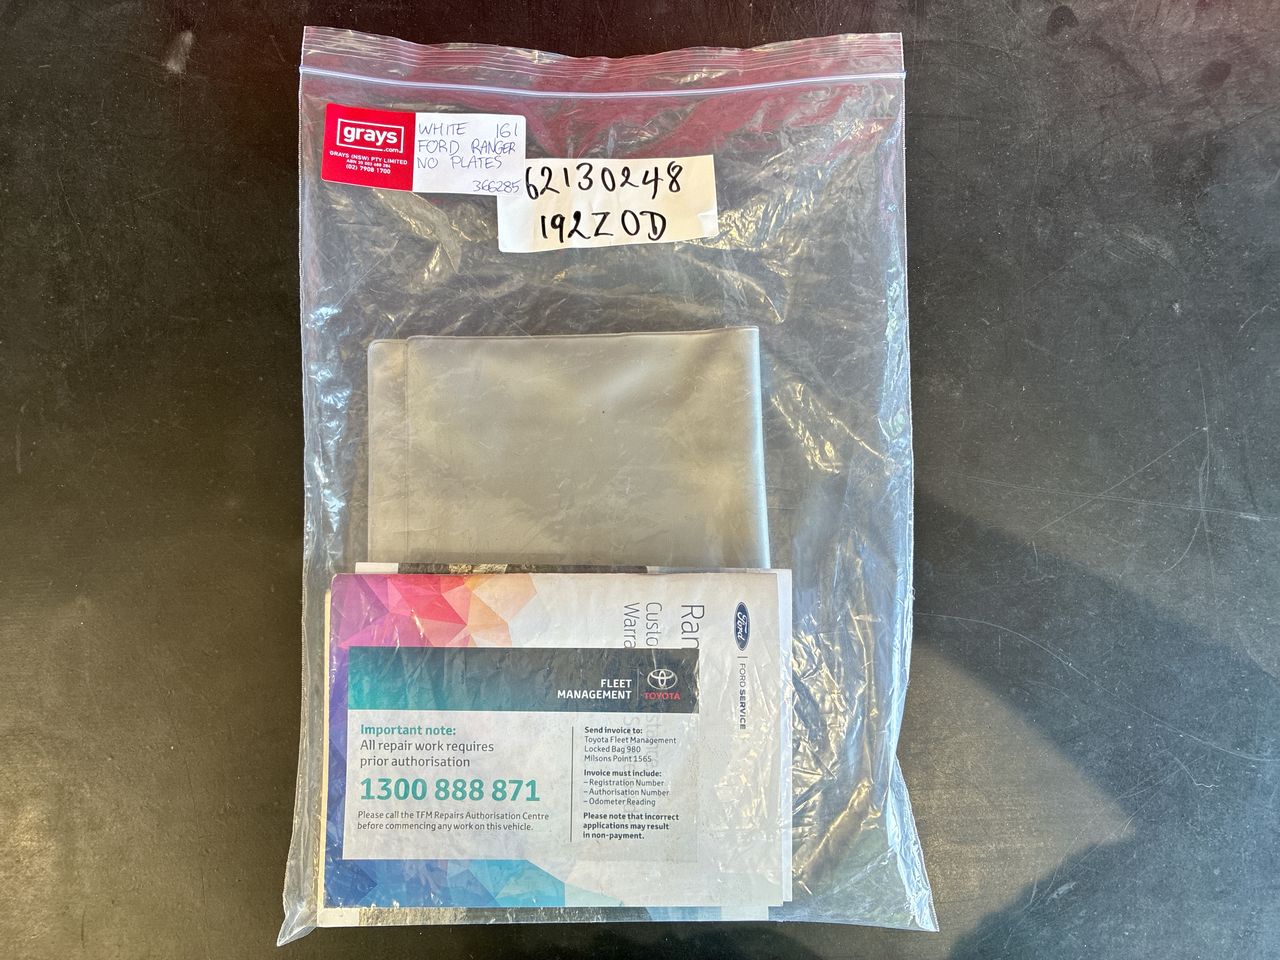 grays
.com
GRAYS (NSW) PTY LIMITED
(02) 7908 1700
WHITE 161
FORD RANGER
NO PLATES
366285
62130248
192ZOD
Ran
Custo
Warra
Ford
FORD SERVICE
FLEET
MANAGEMENT
TOYOTA
Important note:
All repair work requires
prior authorisation
1300 888 871
Please call the TFM Repairs Authorisation Centre
before commencing any work on this vehicle.
Send invoice to:
Toyota Fleet Management
Locked Bag 980
Milsons Point 1565
Invoice must include:
– Registration Number
– Authorisation Number
– Odometer Reading
Please note that incorrect
applications may result
in non-payment.